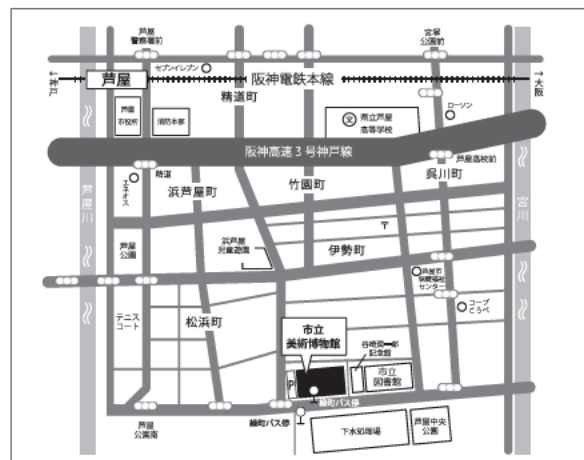 芦屋
警察署前
宮塚
公園前
セブンイレブン
↑神戸
芦屋
阪神電鉄本線
↑大阪
精道町
芦屋
市役所
消防本部
文
県立芦屋
高等学校
ローソン
阪神高速3号神戸線
精道
芦屋高校前
エネオス
浜芦屋町
竹園町
呉川町
芦屋川
宮川
〒
芦屋
公園
浜芦屋
児童遊園
伊勢町
芦屋市
保健福祉
センター
コープ
こうべ
テニス
コート
松浜町
市立
美術博物館
谷崎潤一郎
記念館
P
市立
図書館
緑町バス停
緑町バス停
芦屋
公園南
下水処理場
芦屋中央
公園